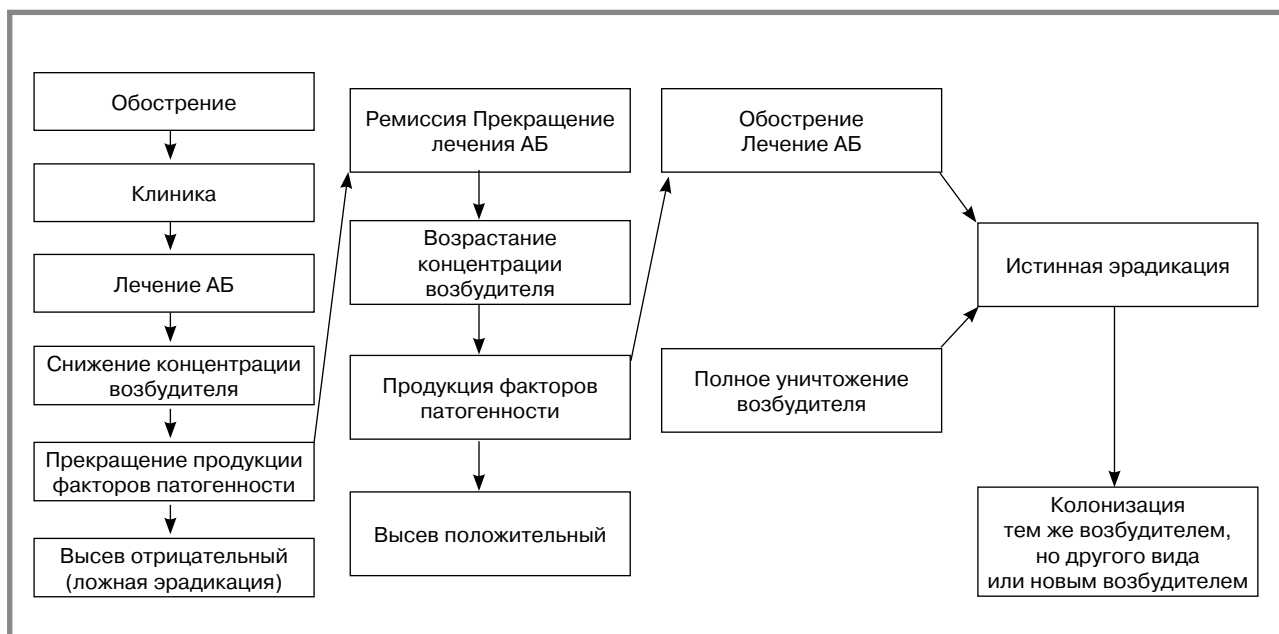 Обострение
Клиника
Лечение АБ
Снижение концентрации
возбудителя
Прекращение продукции
факторов патогенности
Высев отрицательный
(ложная эрадикация)
Ремиссия Прекращение
лечения АБ
Возрастание
концентрации
возбудителя
Продукция факторов
патогенности
Высев положительный
Обострение
Лечение АБ
Полное уничтожение
возбудителя
Истинная эрадикация
Колонизация
тем же возбудителем,
но другого вида
или новым возбудителем